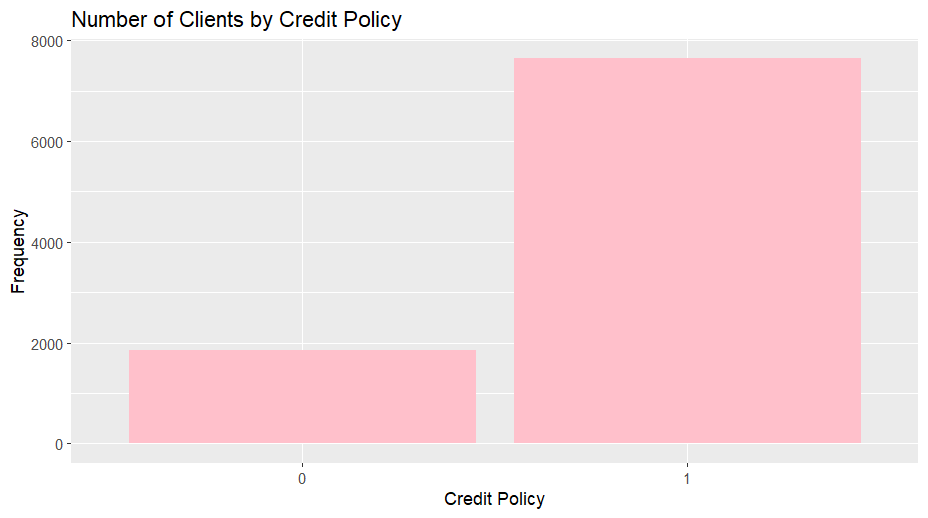 Number of Clients by Credit Policy
8000
6000
4000
2000
0
Frequency
0 1
Credit Policy